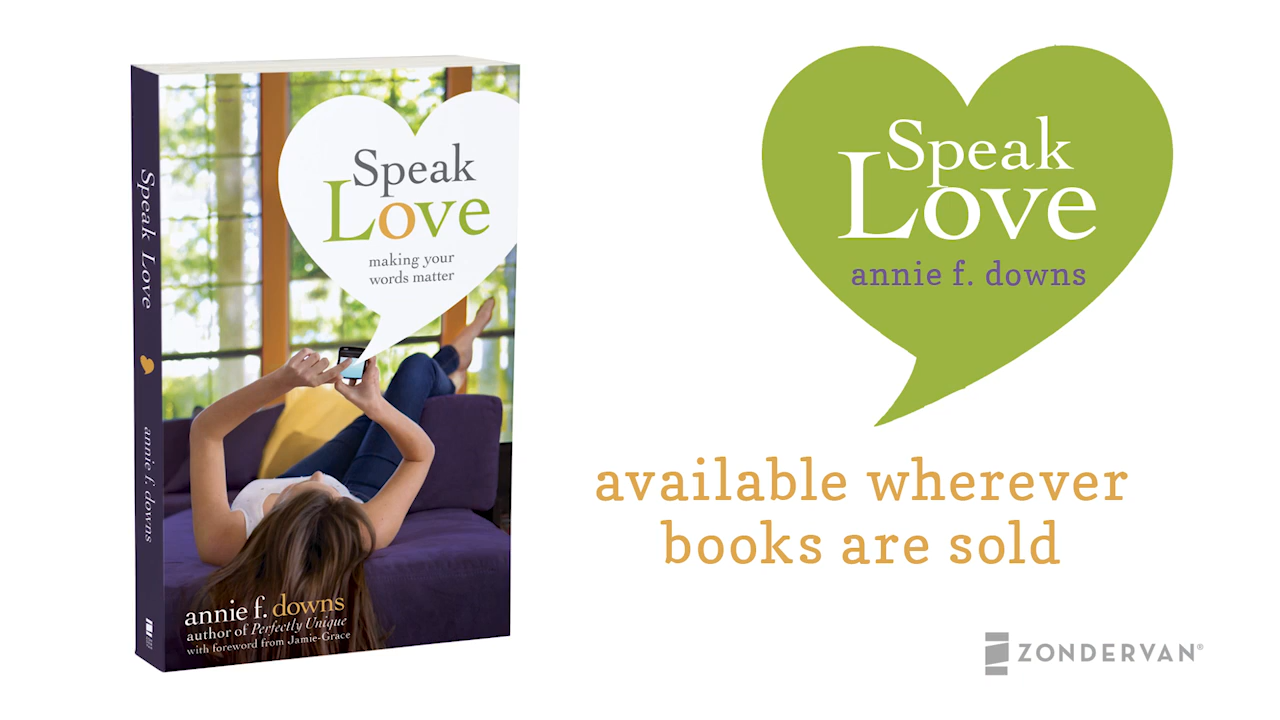 Speak Love
annie f. downs
Speak
Love
making your
words matter
annie f. downs
author of Perfectly Unique
with foreword from Jamie-Grace
Speak
Love
annie f. downs
available wherever
books are sold
ZONDERVAN®